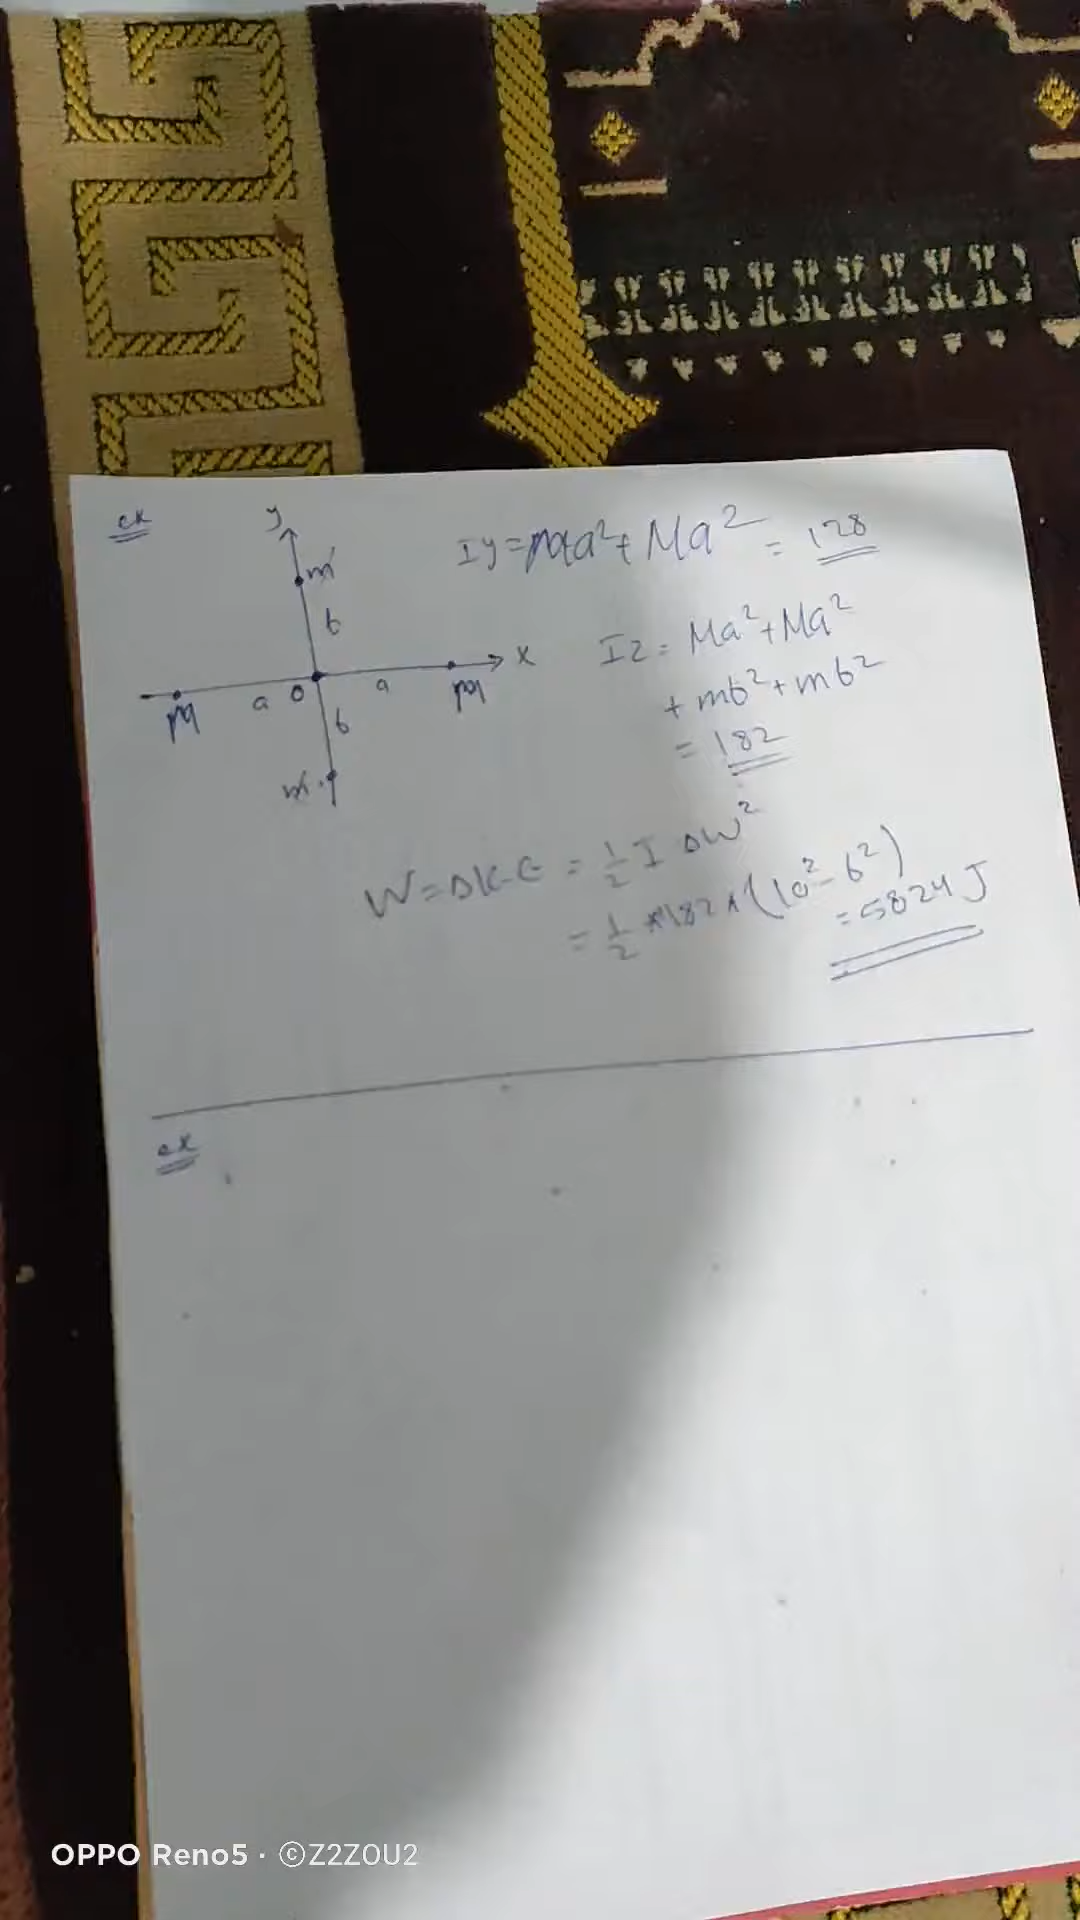 ex
y
m
b
x
a O a
M M
b
m
Iy = Ma² + Ma² = 128
Iz = Ma² + Ma²
+ mb² + mb²
= 182
W = ΔK-E = 1/2 I ΔW²
= 1/2 * 182 * (10² - 6²)
= 5824 J
ex
OPPO Reno5 · ©Z2ZOU2